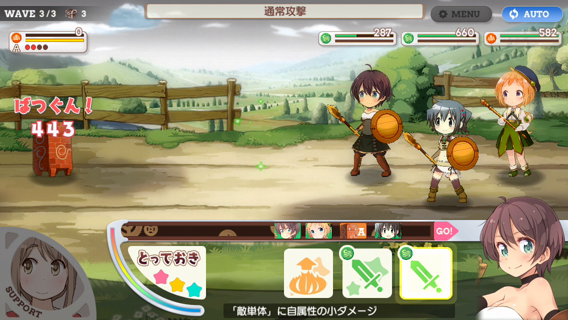 WAVE 3/3 3
通常攻撃
MENU
AUTO
0
A
287
660
582
ばつぐん!
443
A
GO!
とっておき
SUPPORT
「敵単体」に自属性の小ダメージ